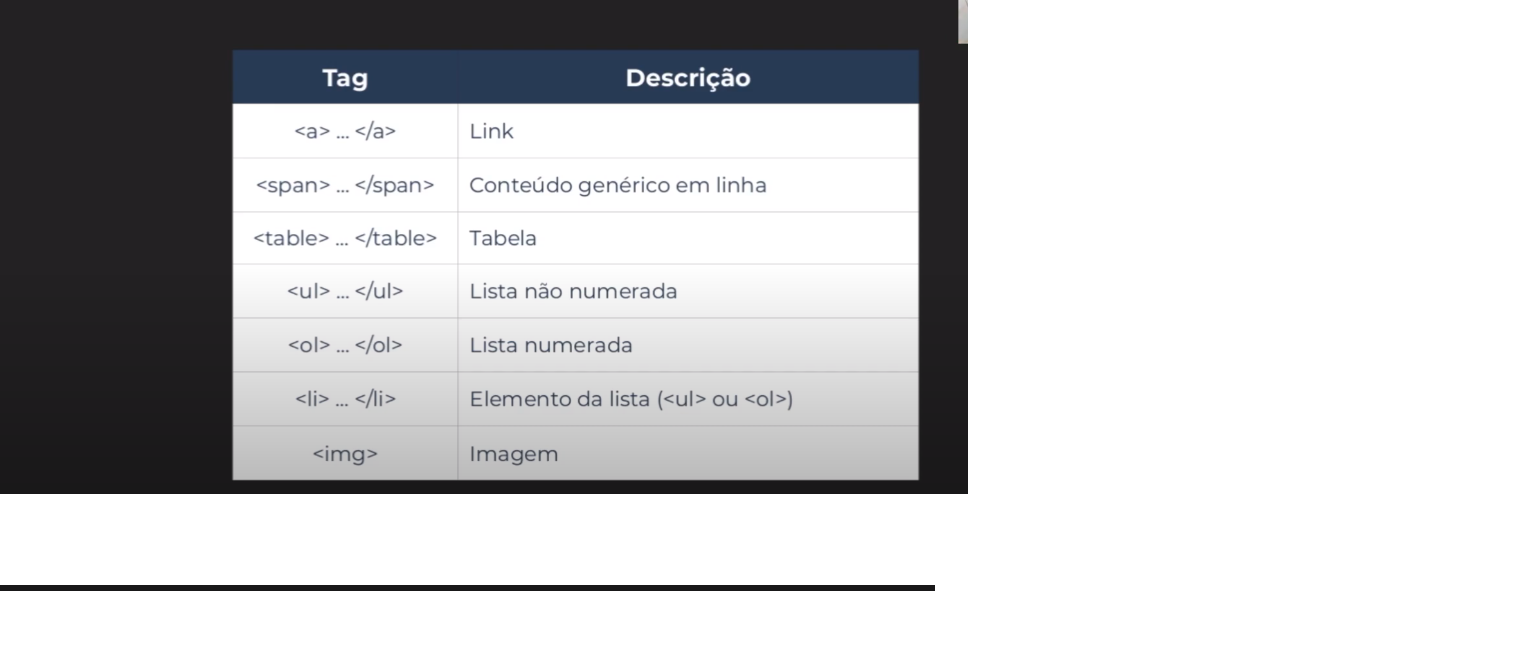 Tag Descrição
<a> ... </a> Link
<span> ... </span> Conteúdo genérico em linha
<table> ... </table> Tabela
<ul> ... </ul> Lista não numerada
<ol> ... </ol> Lista numerada
<li> ... </li> Elemento da lista (<ul> ou <ol>)
<img> Imagem